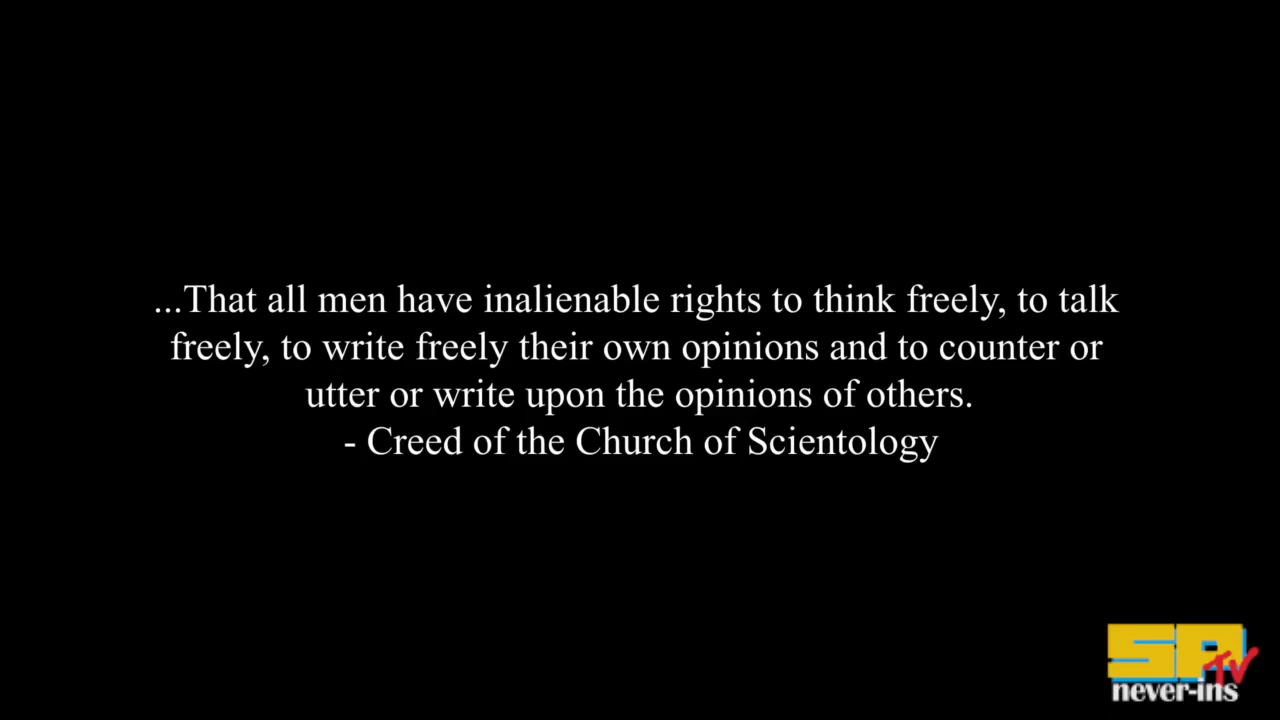 ...That all men have inalienable rights to think freely, to talk
freely, to write freely their own opinions and to counter or
utter or write upon the opinions of others.
- Creed of the Church of Scientology
SPTV
never-ins